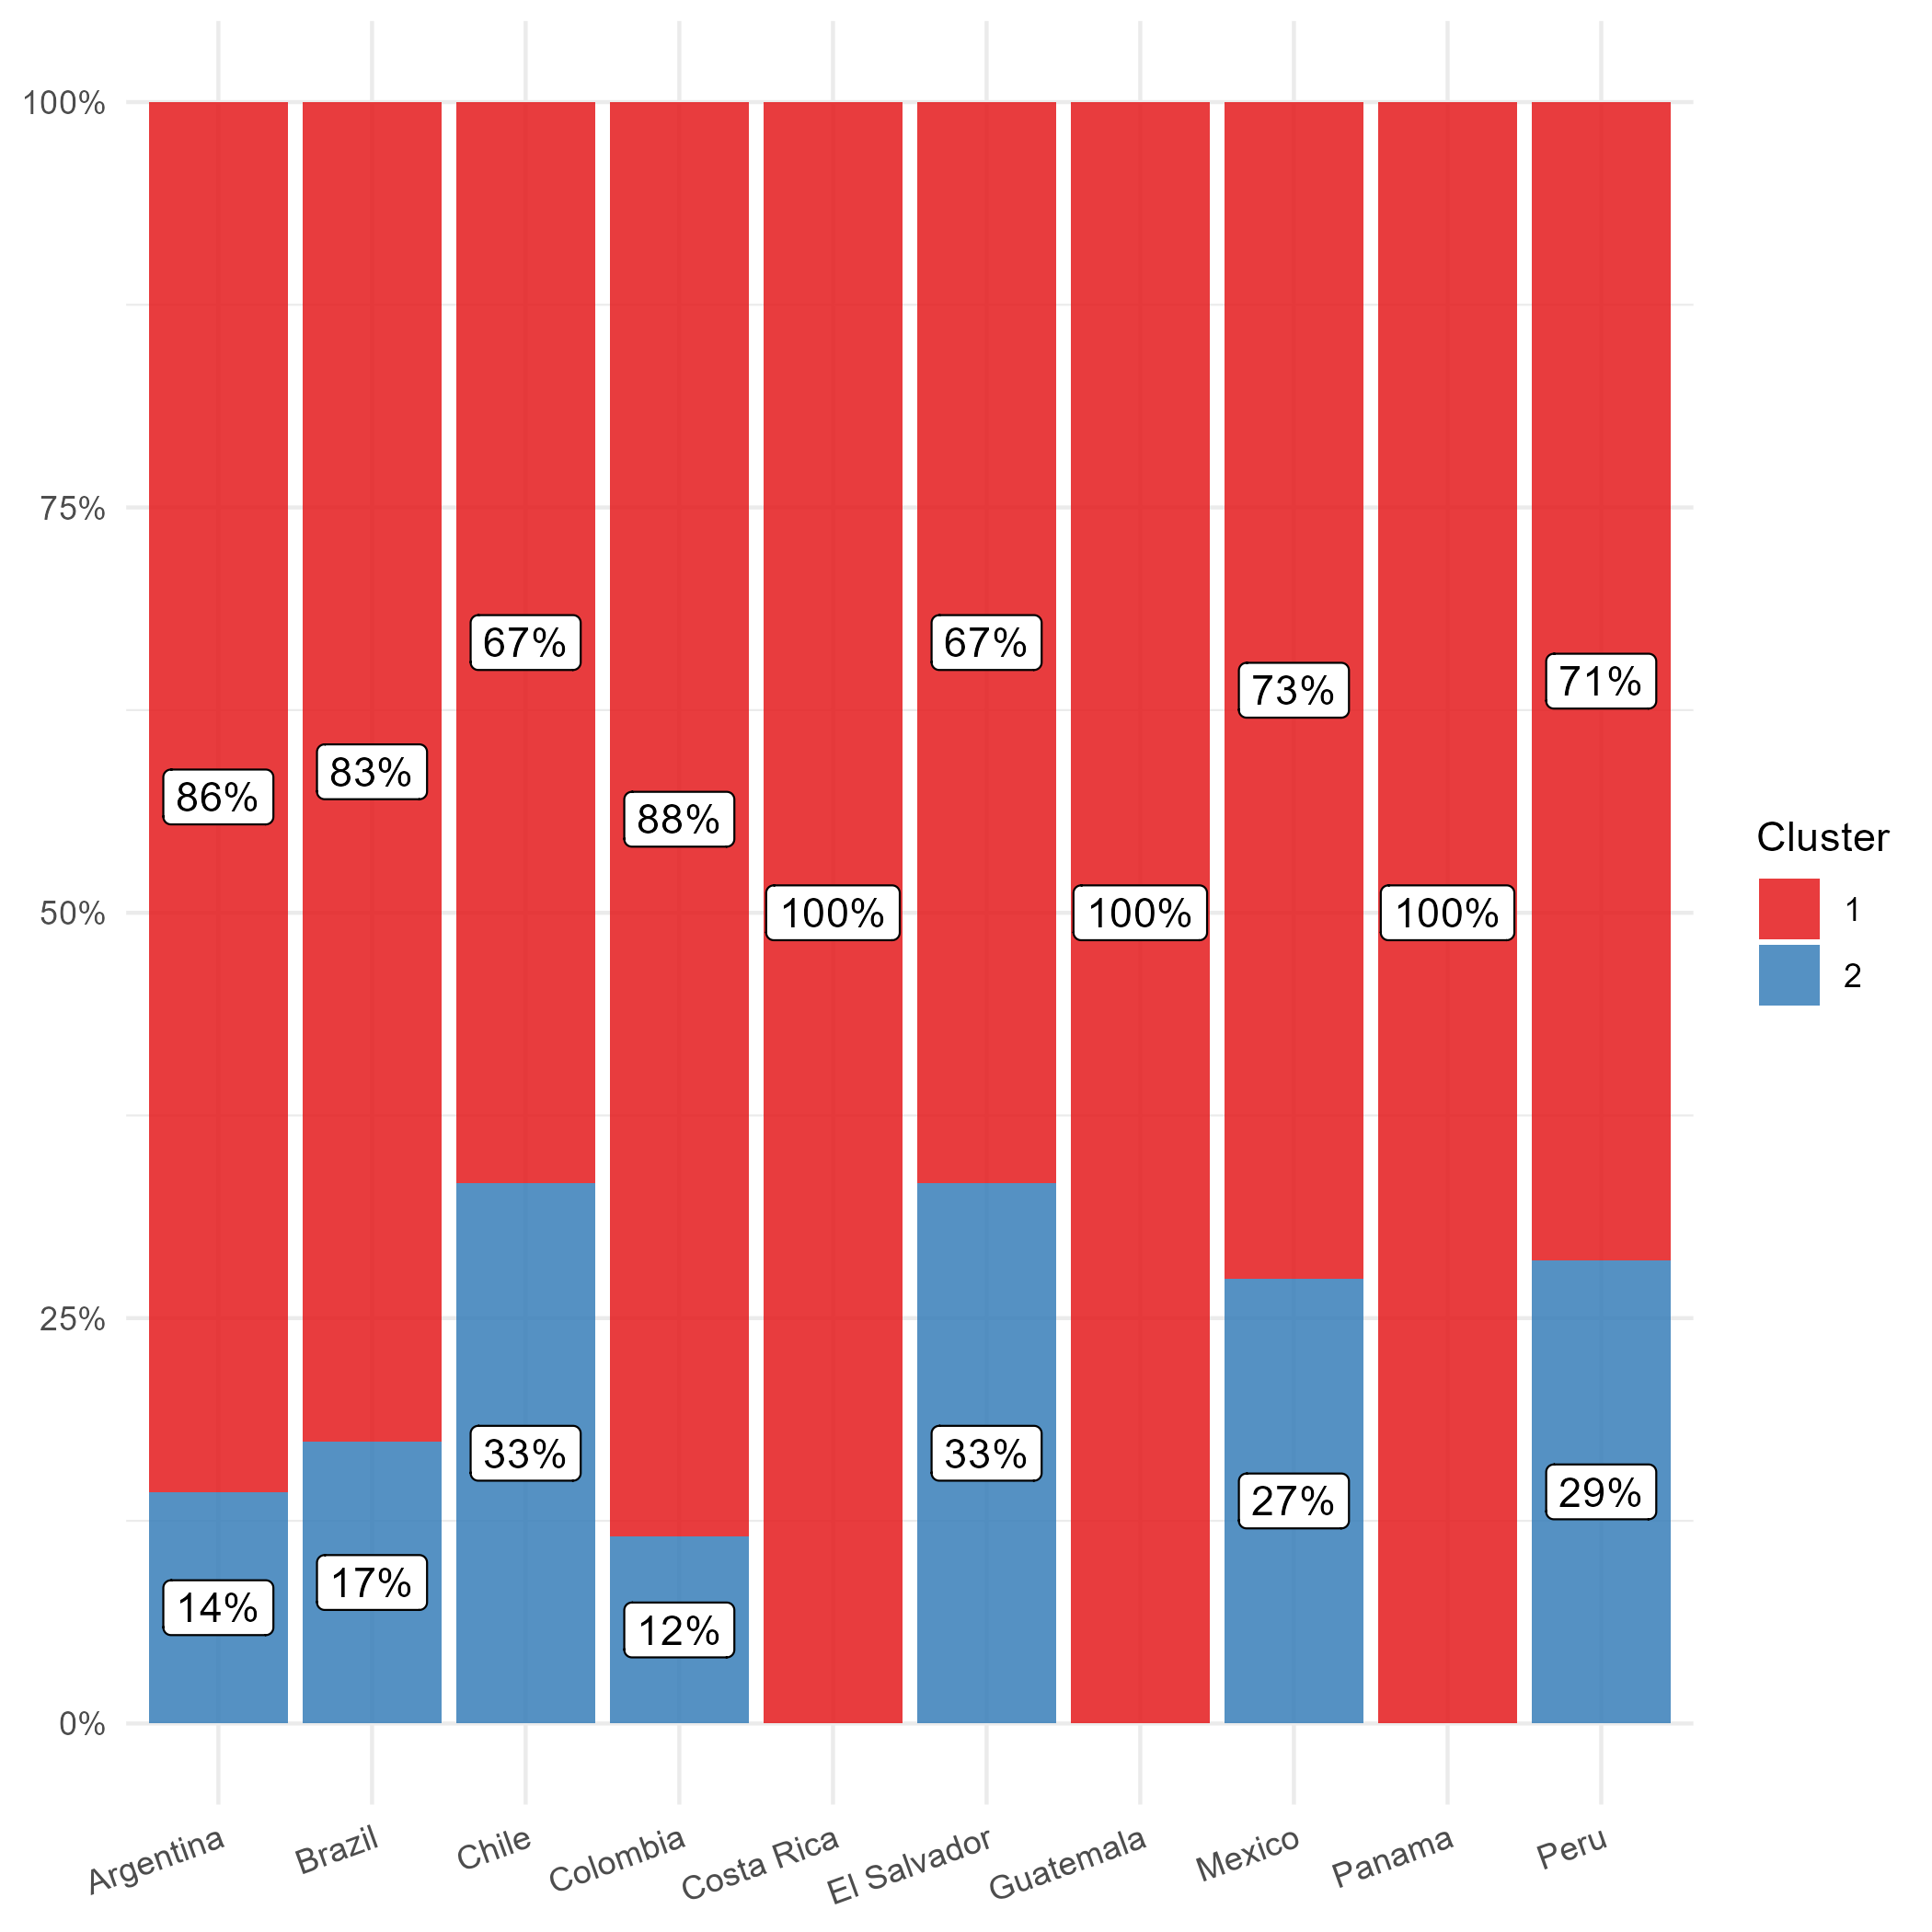 100%
75%
50%
25%
0%
86%
14%
83%
17%
67%
33%
88%
12%
100%
67%
33%
100%
73%
27%
100%
71%
29%
Argentina
Brazil
Chile
Colombia
Costa Rica
El Salvador
Guatemala
Mexico
Panama
Peru
Cluster
1
2